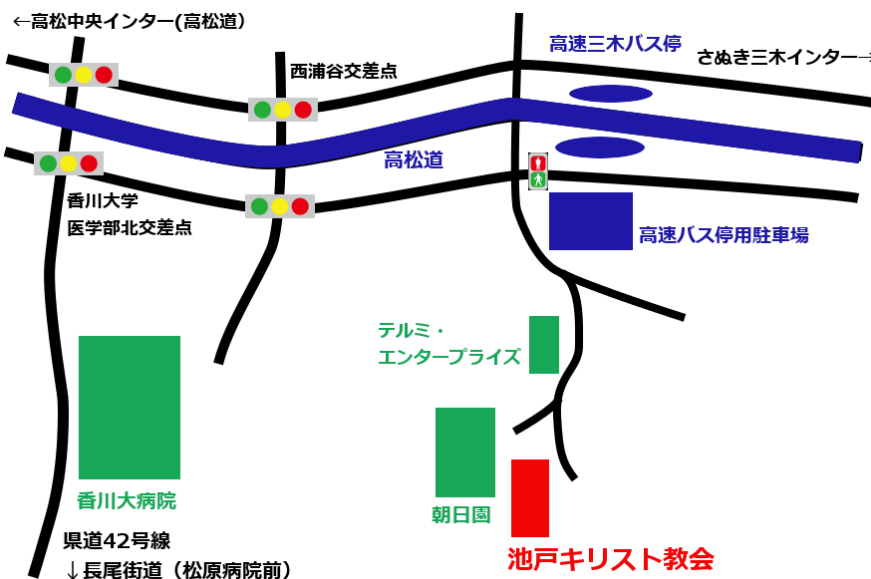 ←高松中央インター(高松道）
高速三木バス停
さぬき三木インター→
西浦谷交差点
高松道
香川大学
医学部北交差点
高速バス停用駐車場
テルミ・
エンタープライズ
香川大病院
朝日園
県道42号線
↓長尾街道（松原病院前）
池戸キリスト教会